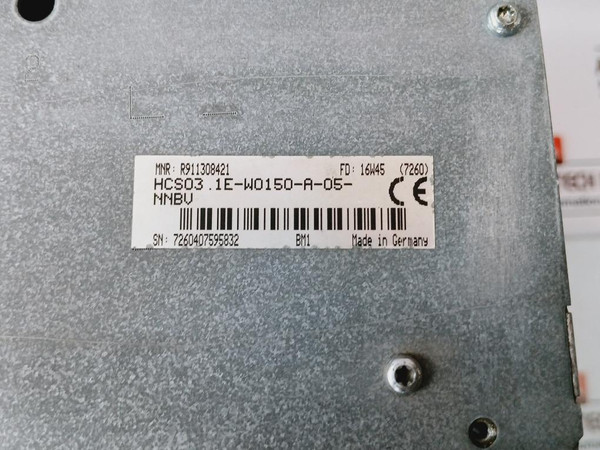 MNR: R911308421 FD: 16W45 (7260)
HCS03.1E-W0150-A-05-
NNBV
CE
SN: 7260407595832 BM1 Made in Germany